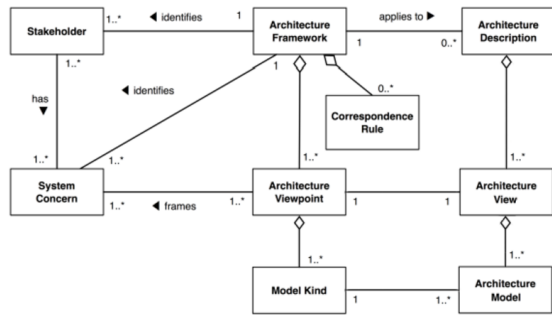 1..* ◀ identifies 1
Stakeholder
Architecture
Framework
applies to ▶
1
0..*
Architecture
Description
1..*
1
◀ identifies
has
▼
0..*
Correspondence
Rule
1..*
1..*
1..*
1..*
System
Concern
Architecture
Viewpoint
Architecture
View
1..*
◀ frames
1..*
1
1
1..*
1..*
Model Kind
Architecture
Model
1
1..*